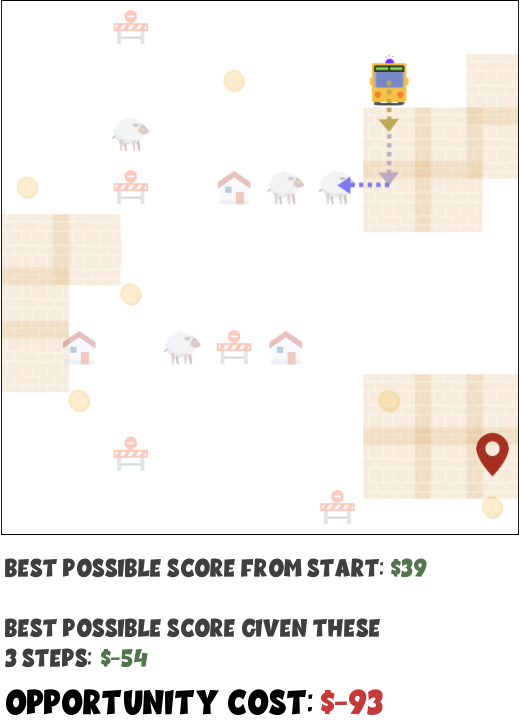 BEST POSSIBLE SCORE FROM START: $39
BEST POSSIBLE SCORE GIVEN THESE
3 STEPS: $-54
OPPORTUNITY COST: $-93